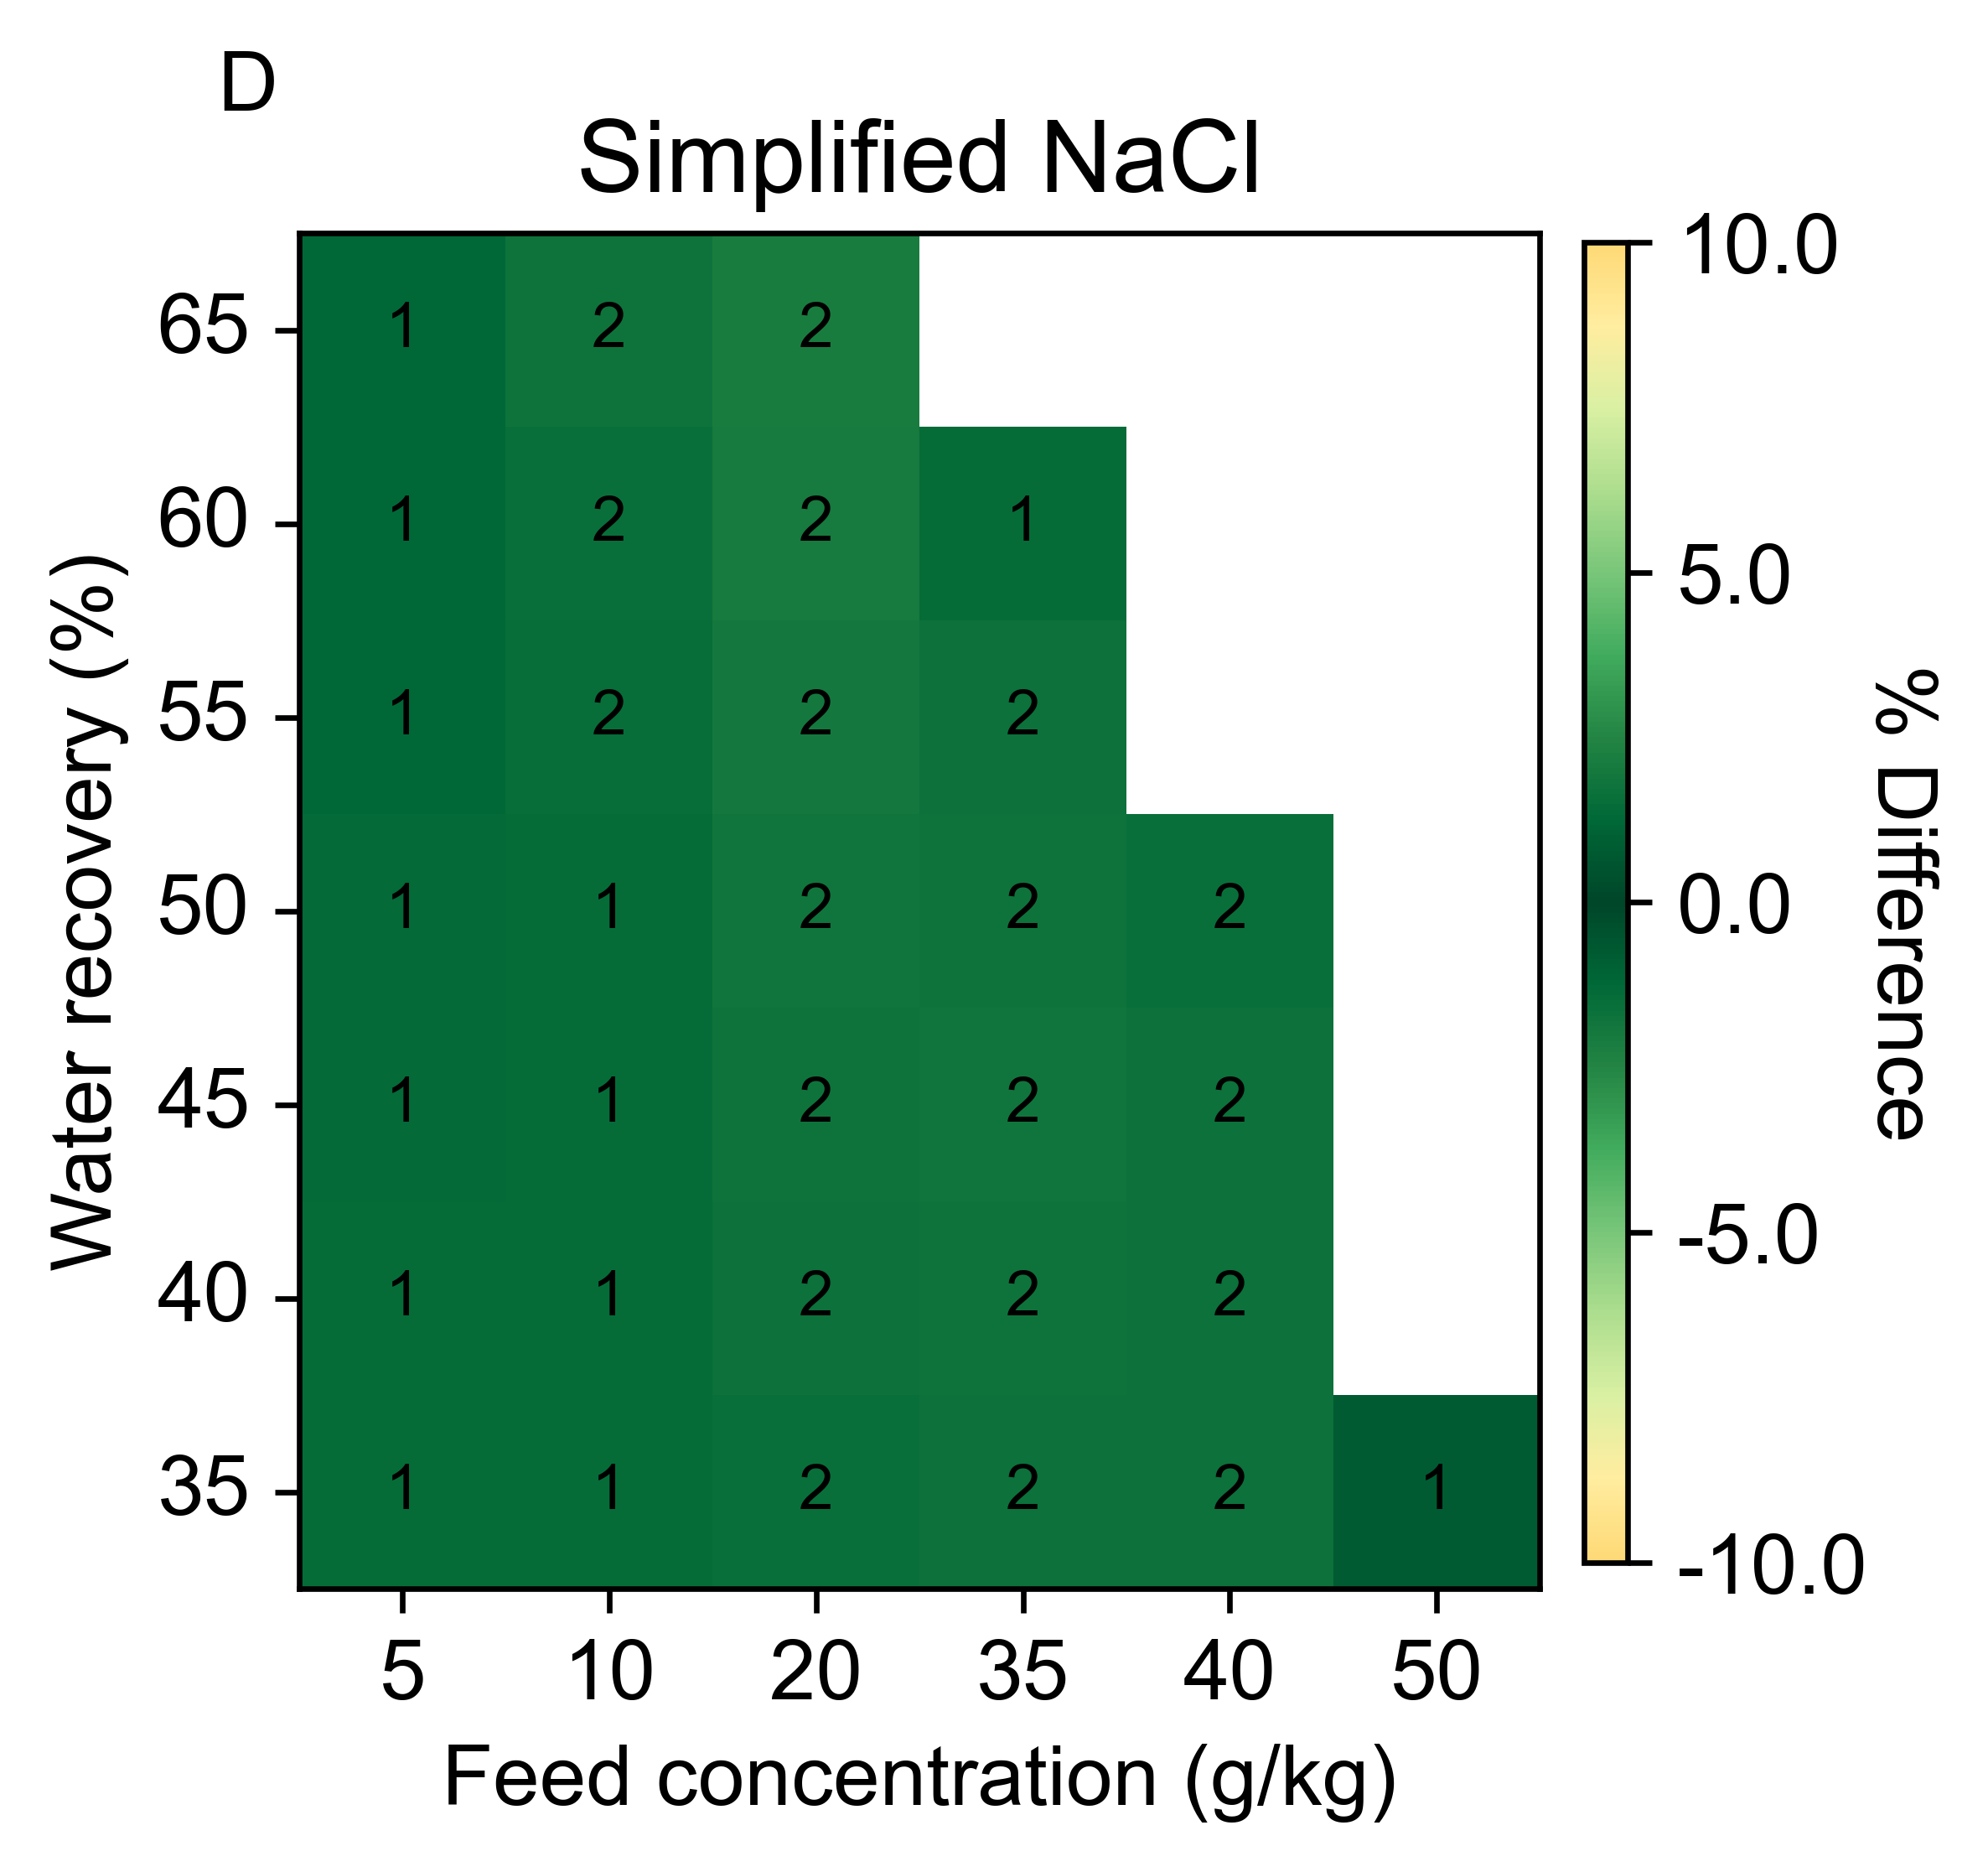 D
Simplified NaCl
65 1 2 2
60 1 2 2 1
55 1 2 2 2
50 1 1 2 2 2
45 1 1 2 2 2
40 1 1 2 2 2
35 1 1 2 2 2 1
5 10 20 35 40 50
Feed concentration (g/kg)
Water recovery (%)
10.0
5.0
0.0
-5.0
-10.0
% Difference